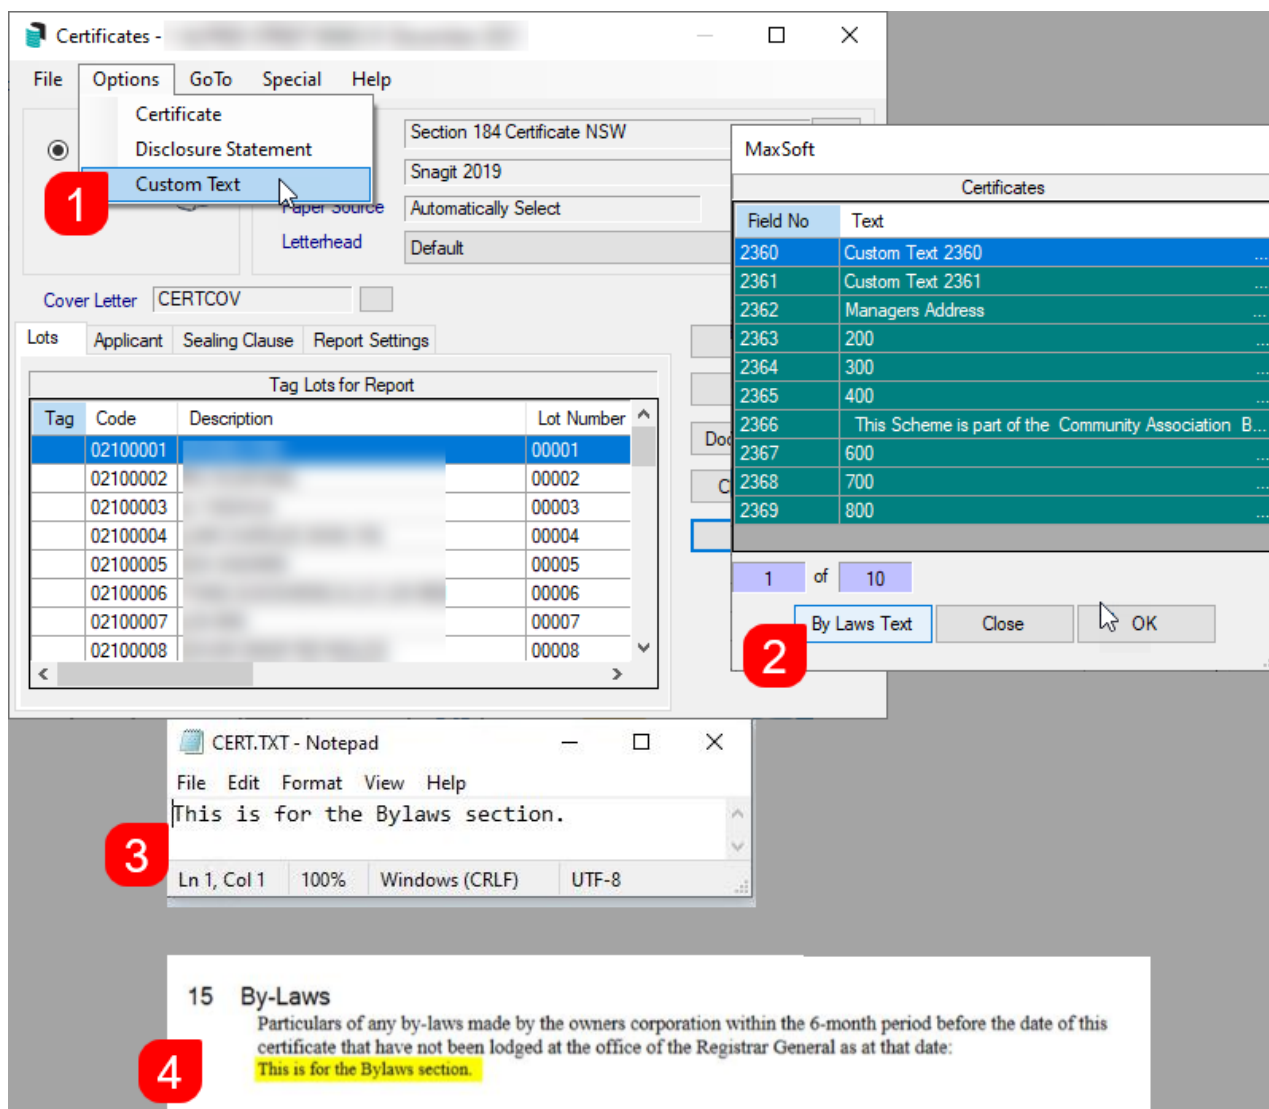 Certificates -
File Options GoTo Special Help
Certificate
Disclosure Statement
Custom Text
1
Section 184 Certificate NSW
Snagit 2019
Paper Source Automatically Select
Letterhead Default
Cover Letter CERTCOV
Lots Applicant Sealing Clause Report Settings
Tag Lots for Report
Tag Code Description Lot Number
02100001 00001
02100002 00002
02100003 00003
02100004 00004
02100005 00005
02100006 00006
02100007 00007
02100008 00008
MaxSoft
Certificates
Field No Text
2360 Custom Text 2360 ...
2361 Custom Text 2361 ...
2362 Managers Address ...
2363 200 ...
2364 300 ...
2365 400 ...
2366 This Scheme is part of the Community Association B...
2367 600 ...
2368 700 ...
2369 800 ...
1 of 10
By Laws Text Close OK
2
CERT.TXT - Notepad
File Edit Format View Help
This is for the Bylaws section.
3
Ln 1, Col 1 100% Windows (CRLF) UTF-8
15 By-Laws
Particulars of any by-laws made by the owners corporation within the 6-month period before the date of this
certificate that have not been lodged at the office of the Registrar General as at that date:
This is for the Bylaws section.
4